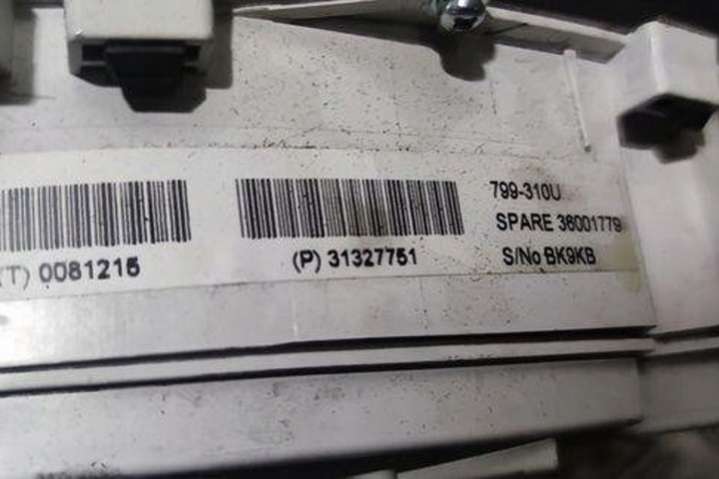 (T) 0081215
(P) 31327751
799-310U
SPARE 36001779
S/No BK9KB